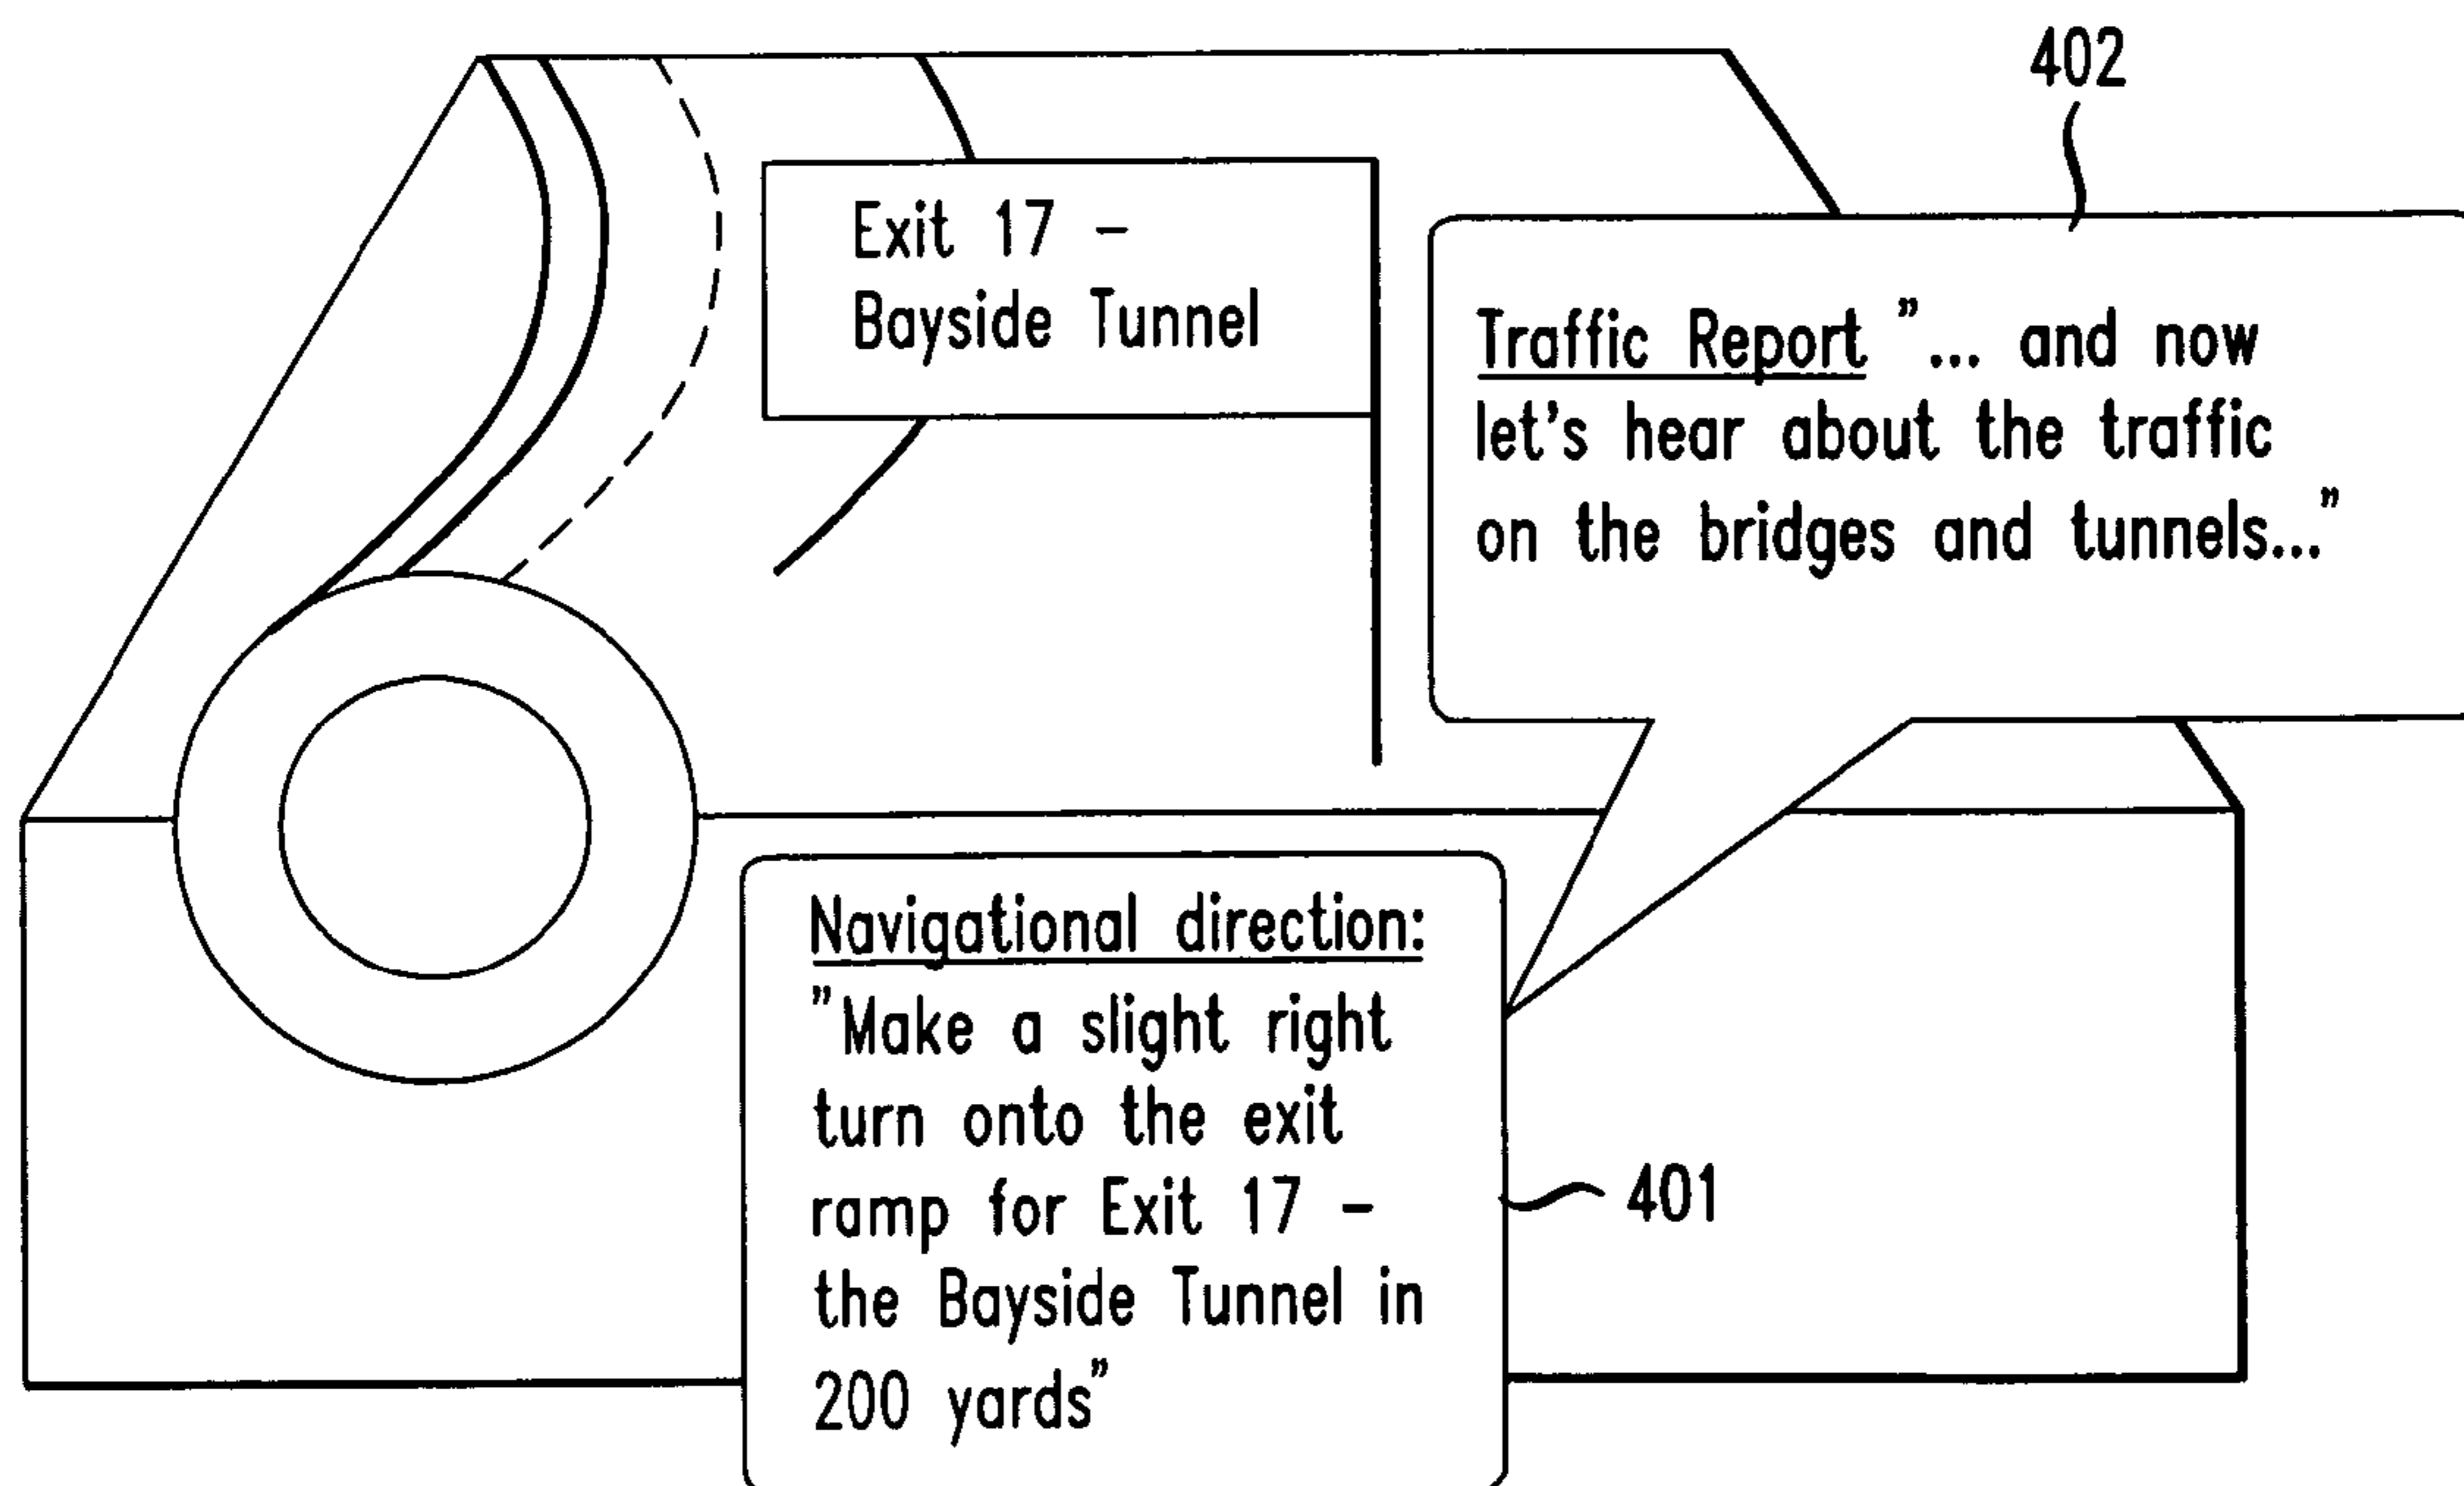 402
Exit 17 –
Bayside Tunnel
Traffic Report ”... and now
let's hear about the traffic
on the bridges and tunnels...”
Navigational direction:
”Make a slight right
turn onto the exit
ramp for Exit 17 –
the Bayside Tunnel in
200 yards”
401